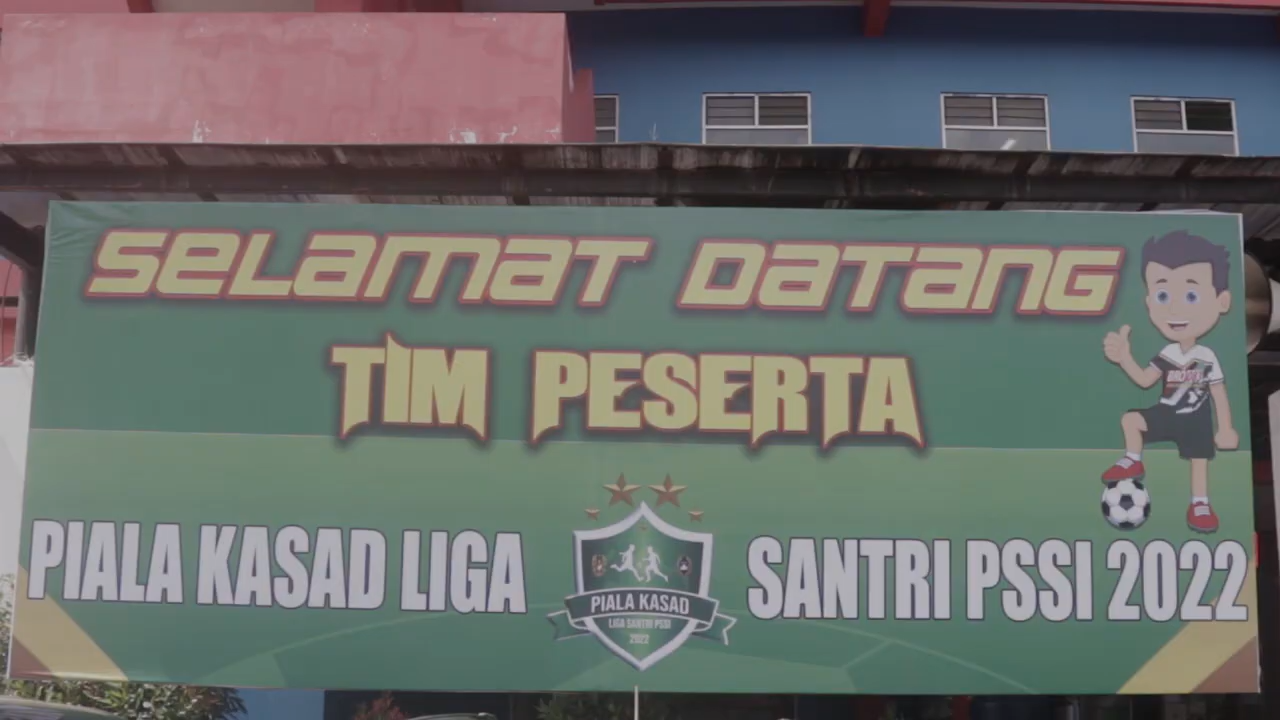 SELAMAT DATANG
TIM PESERTA
PIALA KASAD LIGA SANTRI PSSI 2022
PIALA KASAD
LIGA SANTRI PSSI
2022